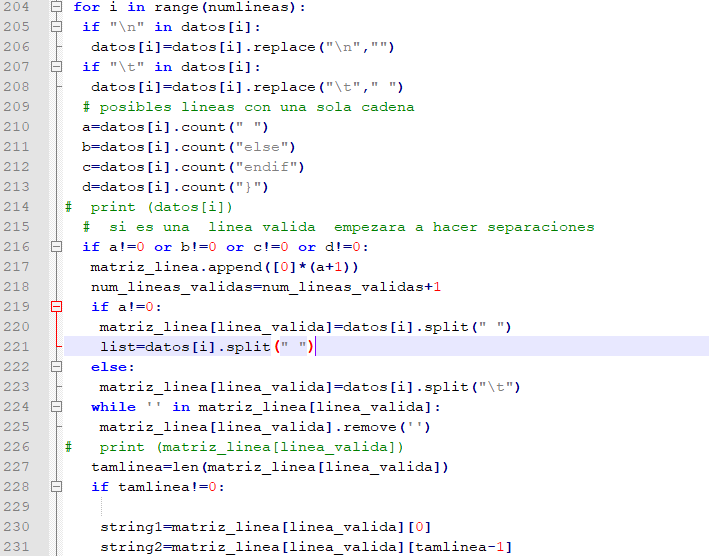 204 for i in range(numlineas):
205 if "\n" in datos[i]:
206 datos[i]=datos[i].replace("\n","")
207 if "\t" in datos[i]:
208 datos[i]=datos[i].replace("\t"," ")
209 # posibles lineas con una sola cadena
210 a=datos[i].count(" ")
211 b=datos[i].count("else")
212 c=datos[i].count("endif")
213 d=datos[i].count("}")
214 # print (datos[i])
215 # si es una linea valida empezara a hacer separaciones
216 if a!=0 or b!=0 or c!=0 or d!=0:
217 matriz_linea.append([0]*(a+1))
218 num_lineas_validas=num_lineas_validas+1
219 if a!=0:
220 matriz_linea[linea_valida]=datos[i].split(" ")
221 list=datos[i].split(" ")
222 else:
223 matriz_linea[linea_valida]=datos[i].split("\t")
224 while '' in matriz_linea[linea_valida]:
225 matriz_linea[linea_valida].remove('')
226 # print (matriz_linea[linea_valida])
227 tamlinea=len(matriz_linea[linea_valida])
228 if tamlinea!=0:
229
230 string1=matriz_linea[linea_valida][0]
231 string2=matriz_linea[linea_valida][tamlinea-1]